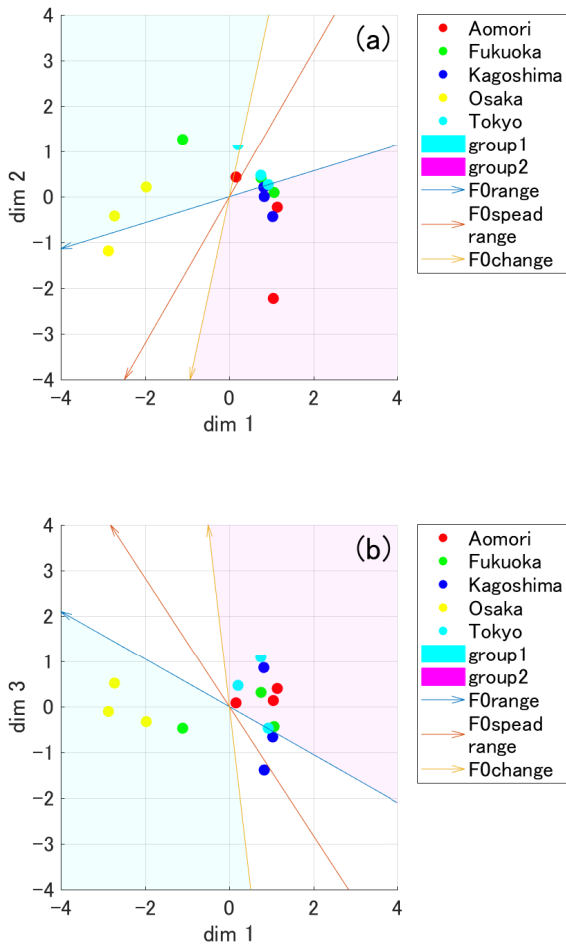 (a)
4
3
2
1
0
−1
−2
−3
−4
dim 2
−4
−2
0
2
4
dim 1
Aomori
Fukuoka
Kagoshima
Osaka
Tokyo
group1
group2
F0range
F0spead
range
F0change
(b)
4
3
2
1
0
−1
−2
−3
−4
dim 3
−4
−2
0
2
4
dim 1
Aomori
Fukuoka
Kagoshima
Osaka
Tokyo
group1
group2
F0range
F0spead
range
F0change